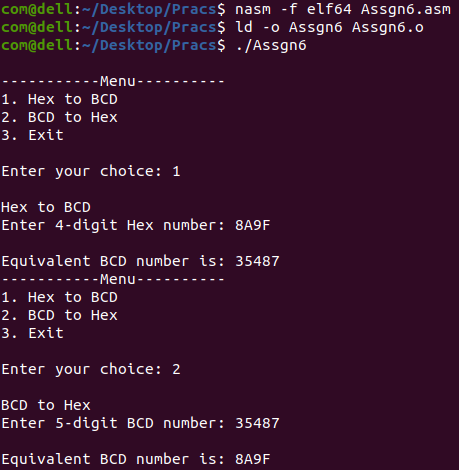 com@dell:~/Desktop/Pracs$ nasm -f elf64 Assgn6.asm
com@dell:~/Desktop/Pracs$ ld -o Assgn6 Assgn6.o
com@dell:~/Desktop/Pracs$ ./Assgn6
-----------Menu----------
1. Hex to BCD
2. BCD to Hex
3. Exit
Enter your choice: 1
Hex to BCD
Enter 4-digit Hex number: 8A9F
Equivalent BCD number is: 35487
-----------Menu----------
1. Hex to BCD
2. BCD to Hex
3. Exit
Enter your choice: 2
BCD to Hex
Enter 5-digit BCD number: 35487
Equivalent BCD number is: 8A9F